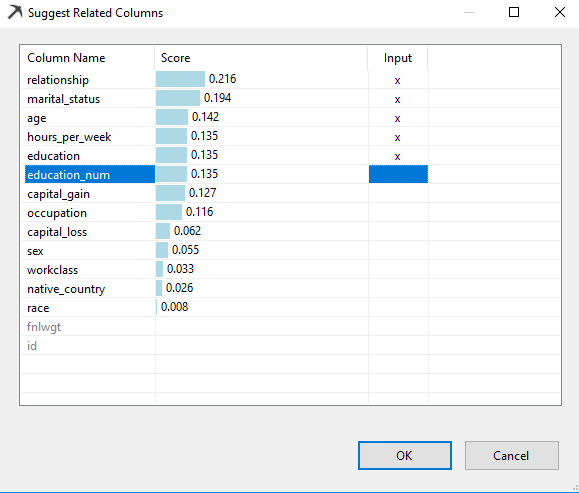 Suggest Related Columns
Column Name Score Input
relationship 0.216 x
marital_status 0.194 x
age 0.142 x
hours_per_week 0.135 x
education 0.135 x
education_num 0.135
capital_gain 0.127
occupation 0.116
capital_loss 0.062
sex 0.055
workclass 0.033
native_country 0.026
race 0.008
fnlwgt
id
OK Cancel